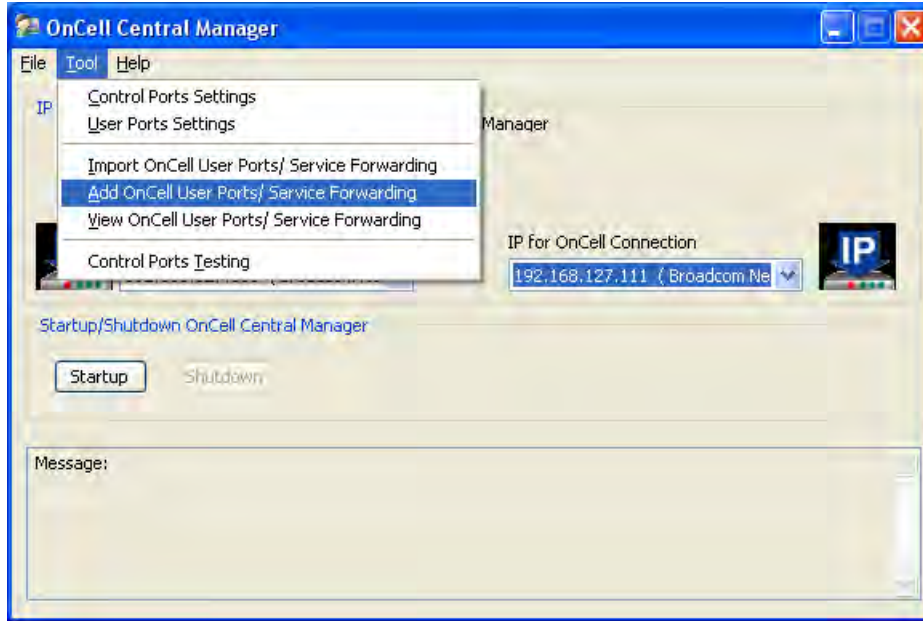 OnCell Central Manager
File Tool Help
Control Ports Settings
User Ports Settings
Import OnCell User Ports/ Service Forwarding
Add OnCell User Ports/ Service Forwarding
View OnCell User Ports/ Service Forwarding
Control Ports Testing
IP
Manager
IP for OnCell Connection
192.168.127.111 ( Broadcom Ne
IP
Startup/Shutdown OnCell Central Manager
Startup Shutdown
Message: